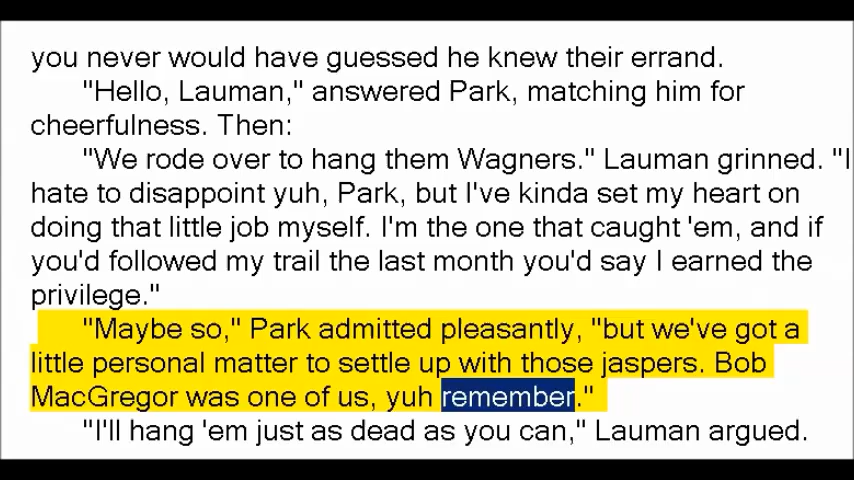 you never would have guessed he knew their errand.
"Hello, Lauman," answered Park, matching him for
cheerfulness. Then:
"We rode over to hang them Wagners." Lauman grinned. "I
hate to disappoint yuh, Park, but I've kinda set my heart on
doing that little job myself. I'm the one that caught 'em, and if
you'd followed my trail the last month you'd say I earned the
privilege."
"Maybe so," Park admitted pleasantly, "but we've got a
little personal matter to settle up with those jaspers. Bob
MacGregor was one of us, yuh remember."
"I'll hang 'em just as dead as you can," Lauman argued.